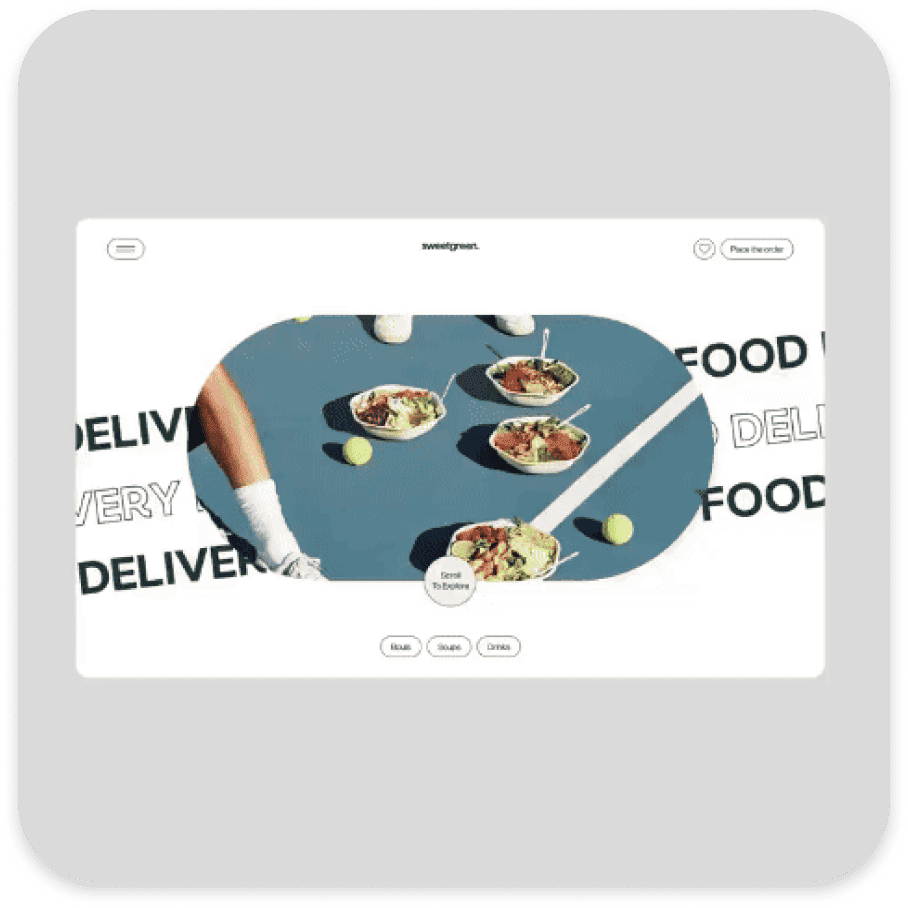 sweetgreen.
Place the order
FOOD
DELIV
DELI
VERY
FOOD
DELIVER
Scroll
To Explore
Bowls
Soups
Drinks